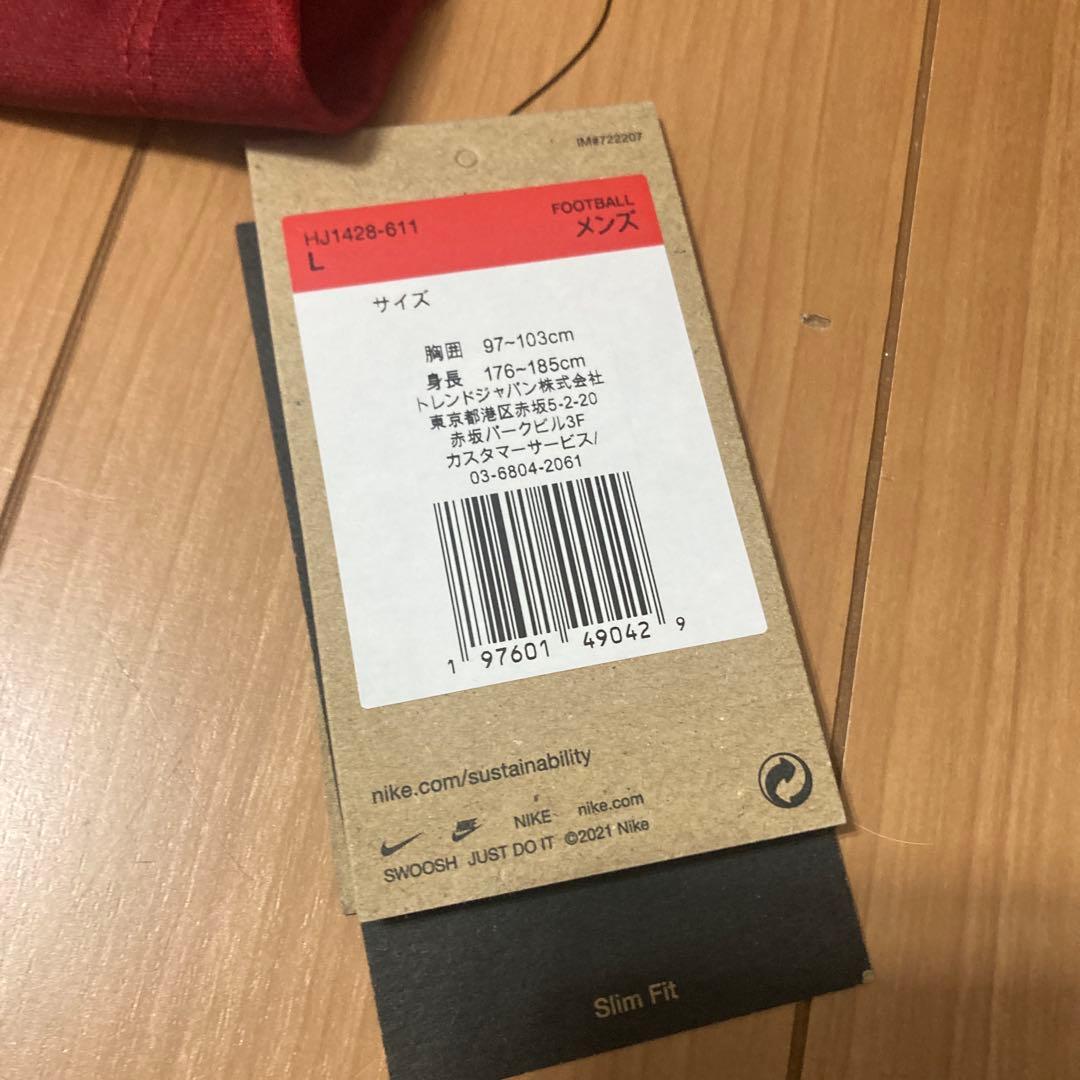 IM#722207
HJ1428-611
FOOTBALL
L
メンズ
サイズ
胸囲 97~103cm
身長 176~185cm
トレンドジャパン株式会社
東京都港区赤坂5-2-20
赤坂パークビル3F
カスタマーサービス/
03-6804-2061
1 97601 49042 9
nike.com/sustainability
NIKE nike.com
SWOOSH JUST DO IT ©2021 Nike
Slim Fit